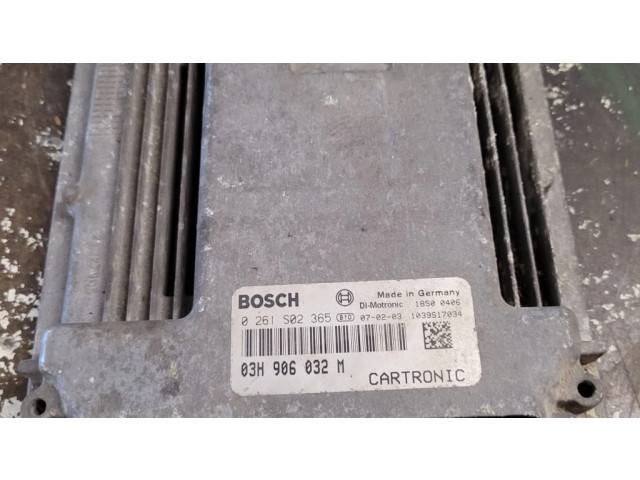 BOSCH
Made in Germany
DI-Motronic 1850 0406
0 261 S02 365 B10 07-02-03 1039S17034
03H 906 032 M
CARTRONIC